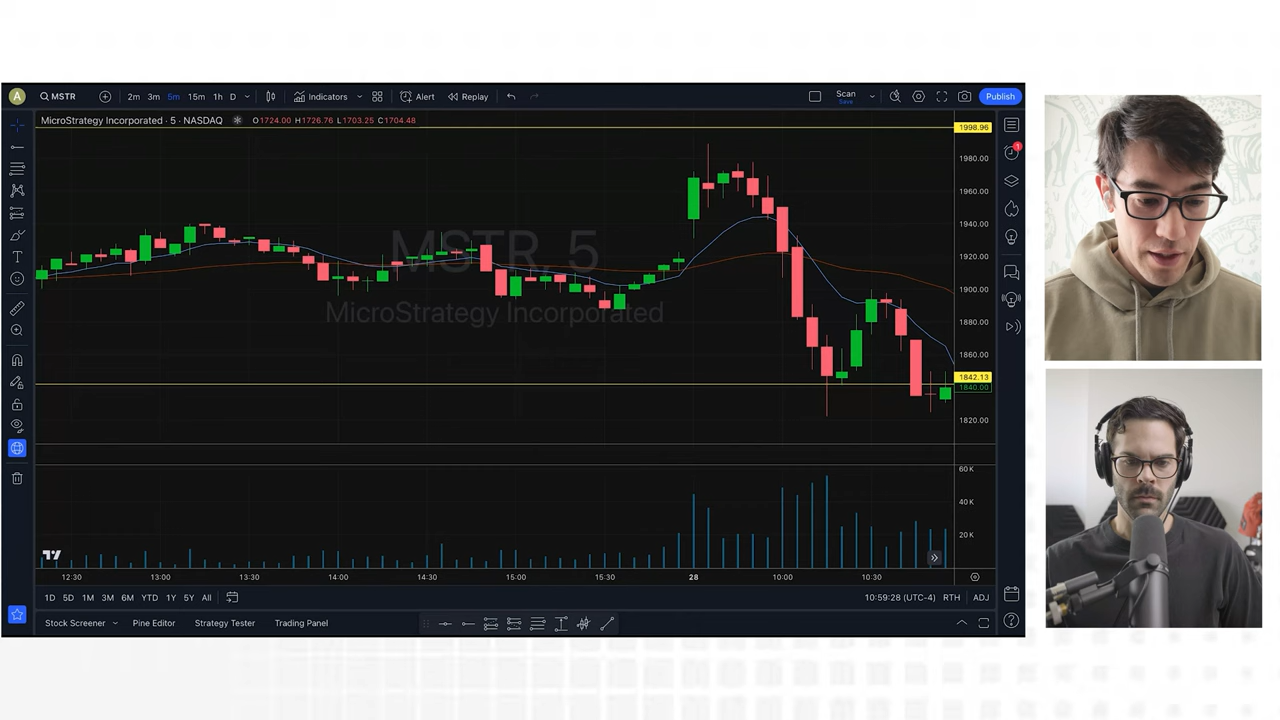 A MSTR 2m 3m 5m 15m 1h D Indicators Alert Replay Scan Save Publish
MicroStrategy Incorporated · 5 · NASDAQ O1724.00 H1726.76 L1703.25 C1704.48
1998.96
1980.00
1960.00
1940.00
1920.00
1900.00
1880.00
1860.00
1842.13
1840.00
1820.00
MSTR, 5
MicroStrategy Incorporated
1
60 K
40 K
20 K
12:30 13:00 13:30 14:00 14:30 15:00 15:30 28 10:00 10:30
1D 5D 1M 3M 6M YTD 1Y 5Y All 10:59:28 (UTC-4) RTH ADJ
Stock Screener Pine Editor Strategy Tester Trading Panel